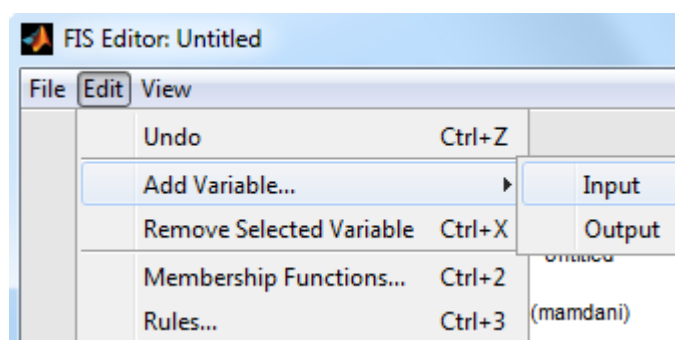 FIS Editor: Untitled
File Edit View
Undo Ctrl+Z
Add Variable... Input
Output
Remove Selected Variable Ctrl+X
Untitled
Membership Functions... Ctrl+2
Rules... Ctrl+3
(mamdani)